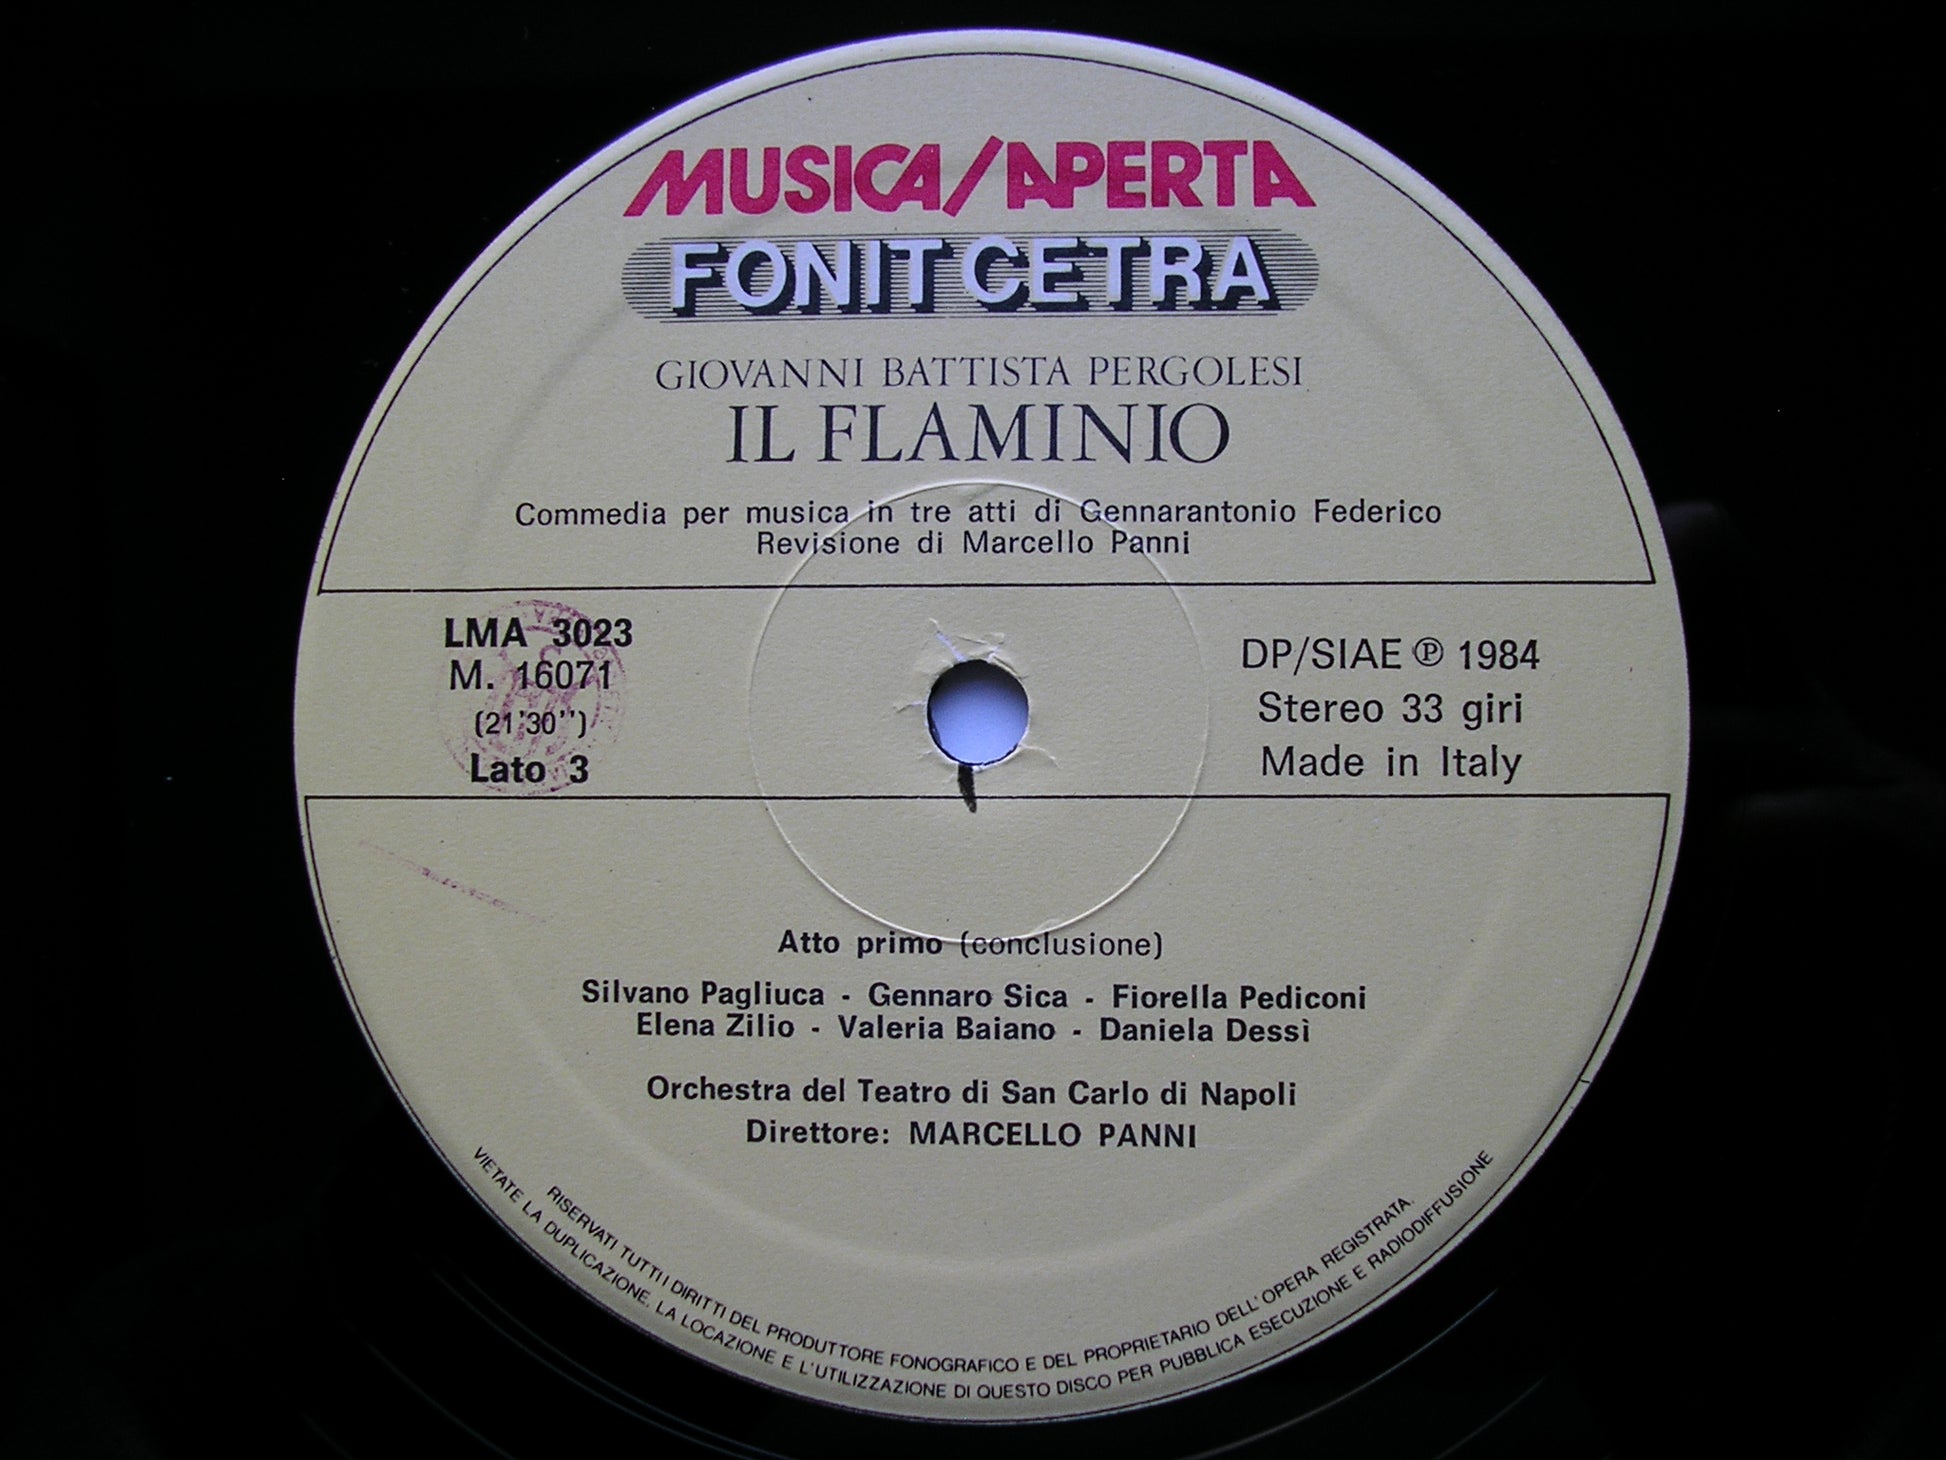 MUSICA/APERTA
FONIT CETRA
GIOVANNI BATTISTA PERGOLESI
IL FLAMINIO
Commedia per musica in tre atti di Gennarantonio Federico
Revisione di Marcello Panni
LMA 3023
M. 16071
(21'30'')
Lato 3
DP/SIAE ℗ 1984
Stereo 33 giri
Made in Italy
Atto primo (conclusione)
Silvano Pagliuca - Gennaro Sica - Fiorella Pediconi
Elena Zilio - Valeria Baiano - Daniela Dessì
Orchestra del Teatro di San Carlo di Napoli
Direttore: MARCELLO PANNI
RISERVATI TUTTI I DIRITTI DEL PRODUTTORE FONOGRAFICO E DEL PROPRIETARIO DELL'OPERA REGISTRATA.
VIETATE LA DUPLICAZIONE, LA LOCAZIONE E L'UTILIZZAZIONE DI QUESTO DISCO PER PUBBLICA ESECUZIONE E RADIODIFFUSIONE